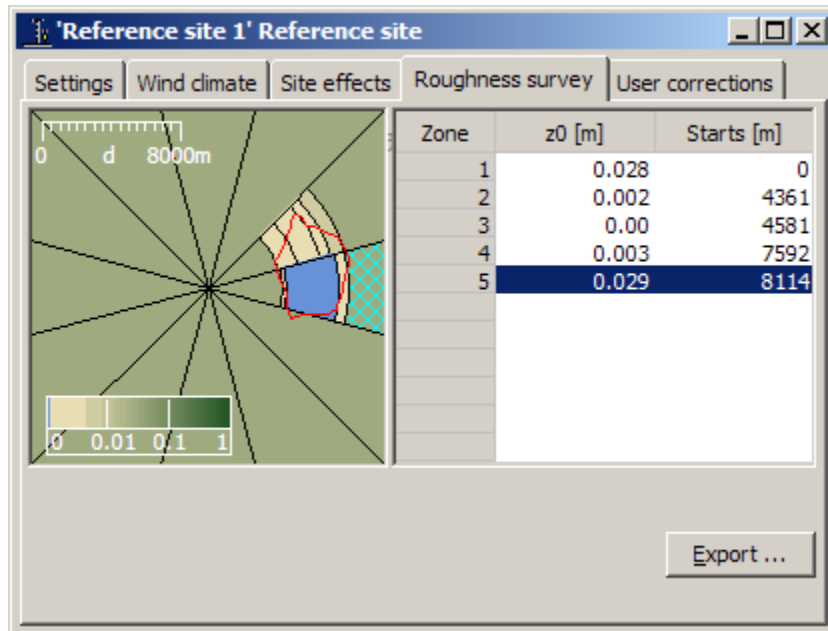 'Reference site 1' Reference site
Settings Wind climate Site effects Roughness survey User corrections
0 d 8000m
0 0.01 0.1 1
Zone z0 [m] Starts [m]
1 0.028 0
2 0.002 4361
3 0.00 4581
4 0.003 7592
5 0.029 8114
Export ...